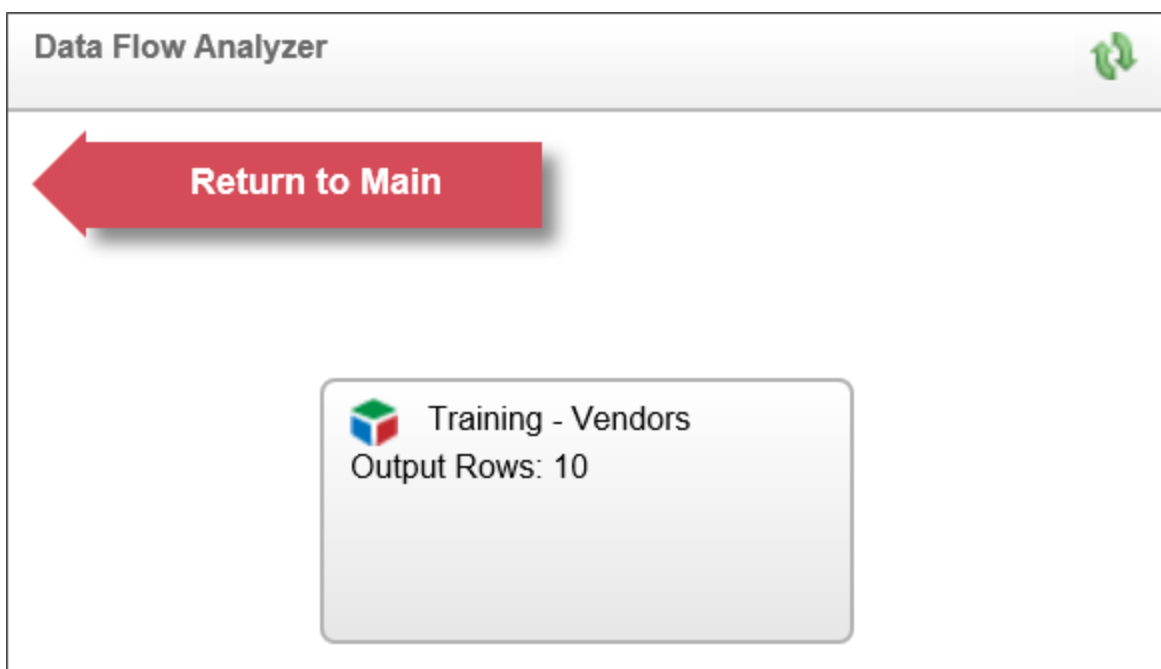 Data Flow Analyzer
Return to Main
Training - Vendors
Output Rows: 10